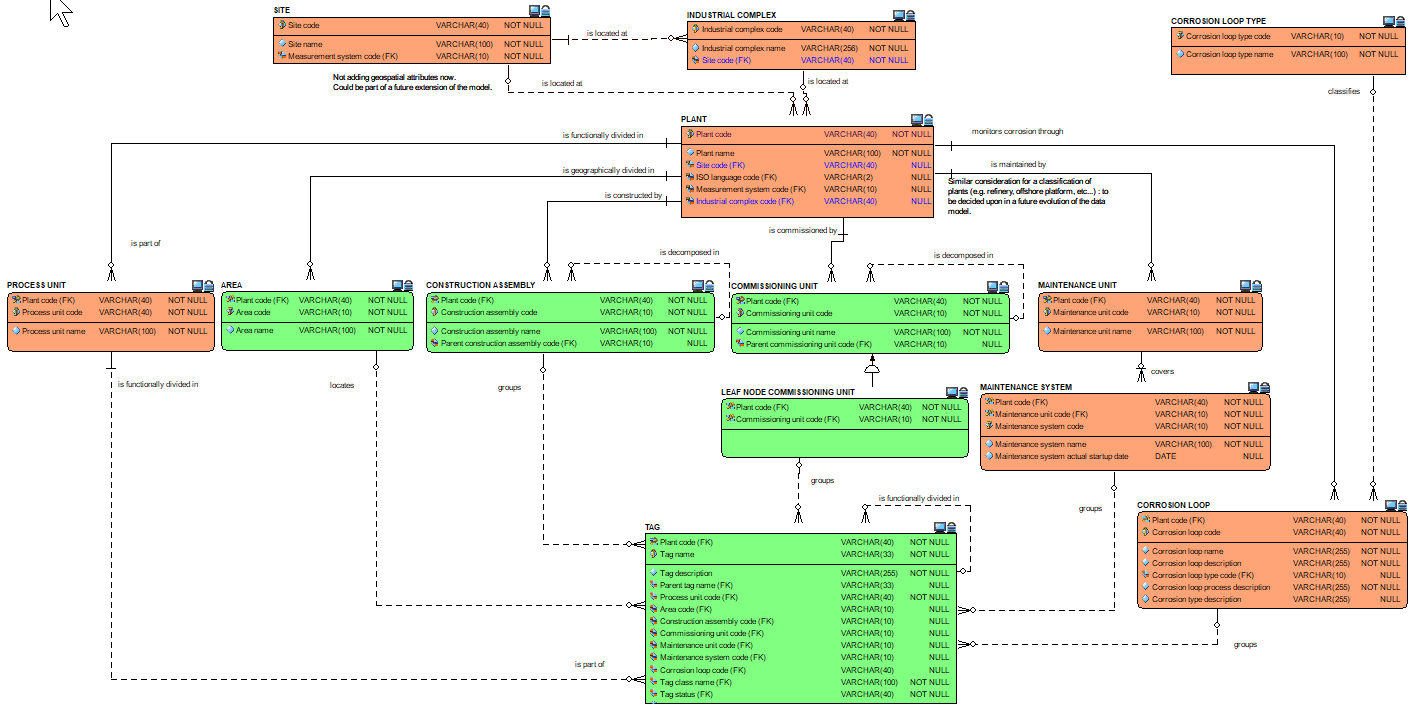 SITE
Site code VARCHAR(40) NOT NULL
Site name VARCHAR(100) NOT NULL
Measurement system code (FK) VARCHAR(10) NOT NULL
is located at
INDUSTRIAL COMPLEX
Industrial complex code VARCHAR(40) NOT NULL
Industrial complex name VARCHAR(256) NOT NULL
Site code (FK) VARCHAR(40) NOT NULL
CORROSION LOOP TYPE
Corrosion loop type code VARCHAR(10) NOT NULL
Corrosion loop type name VARCHAR(100) NOT NULL
Not adding geospatial attributes now.
Could be part of a future extension of the model.
is located at
is located at
classifies
PLANT
Plant code VARCHAR(40) NOT NULL
Plant name VARCHAR(100) NOT NULL
Site code (FK) VARCHAR(40) NULL
ISO language code (FK) VARCHAR(2) NULL
Measurement system code (FK) VARCHAR(10) NULL
Industrial complex code (FK) VARCHAR(40) NULL
is functionally divided in
is geographically divided in
is constructed by
monitors corrosion through
is maintained by
Similar consideration for a classification of
plants (e.g. refinery, offshore platform, etc...) : to
be decided upon in a future evolution of the data
model.
is commissioned by
is part of
is decomposed in
is decomposed in
PROCESS UNIT
Plant code (FK) VARCHAR(40) NOT NULL
Process unit code VARCHAR(40) NOT NULL
Process unit name VARCHAR(100) NOT NULL
AREA
Plant code (FK) VARCHAR(40) NOT NULL
Area code VARCHAR(10) NOT NULL
Area name VARCHAR(100) NOT NULL
CONSTRUCTION ASSEMBLY
Plant code (FK) VARCHAR(40) NOT NULL
Construction assembly code VARCHAR(10) NOT NULL
Construction assembly name VARCHAR(100) NOT NULL
Parent construction assembly code (FK) VARCHAR(10) NULL
COMMISSIONING UNIT
Plant code (FK) VARCHAR(40) NOT NULL
Commissioning unit code VARCHAR(10) NOT NULL
Commissioning unit name VARCHAR(100) NOT NULL
Parent commissioning unit code (FK) VARCHAR(10) NULL
MAINTENANCE UNIT
Plant code (FK) VARCHAR(40) NOT NULL
Maintenance unit code VARCHAR(10) NOT NULL
Maintenance unit name VARCHAR(100) NOT NULL
is functionally divided in
locates
groups
covers
LEAF NODE COMMISSIONING UNIT
Plant code (FK) VARCHAR(40) NOT NULL
Commissioning unit code (FK) VARCHAR(10) NOT NULL
MAINTENANCE SYSTEM
Plant code (FK) VARCHAR(40) NOT NULL
Maintenance unit code (FK) VARCHAR(10) NOT NULL
Maintenance system code VARCHAR(10) NOT NULL
Maintenance system name VARCHAR(100) NOT NULL
Maintenance system actual startup date DATE NULL
groups
is functionally divided in
groups
CORROSION LOOP
Plant code (FK) VARCHAR(40) NOT NULL
Corrosion loop code VARCHAR(40) NOT NULL
Corrosion loop name VARCHAR(255) NOT NULL
Corrosion loop description VARCHAR(255) NOT NULL
Corrosion loop type code (FK) VARCHAR(10) NULL
Corrosion loop process description VARCHAR(255) NOT NULL
Corrosion type description VARCHAR(255) NULL
TAG
Plant code (FK) VARCHAR(40) NOT NULL
Tag name VARCHAR(33) NOT NULL
Tag description VARCHAR(255) NOT NULL
Parent tag name (FK) VARCHAR(33) NULL
Process unit code (FK) VARCHAR(40) NOT NULL
Area code (FK) VARCHAR(10) NULL
Construction assembly code (FK) VARCHAR(10) NULL
Commissioning unit code (FK) VARCHAR(10) NULL
Maintenance unit code (FK) VARCHAR(10) NULL
Maintenance system code (FK) VARCHAR(10) NULL
Corrosion loop code (FK) VARCHAR(40) NULL
Tag class name (FK) VARCHAR(100) NOT NULL
Tag status (FK) VARCHAR(40) NOT NULL
groups
is part of